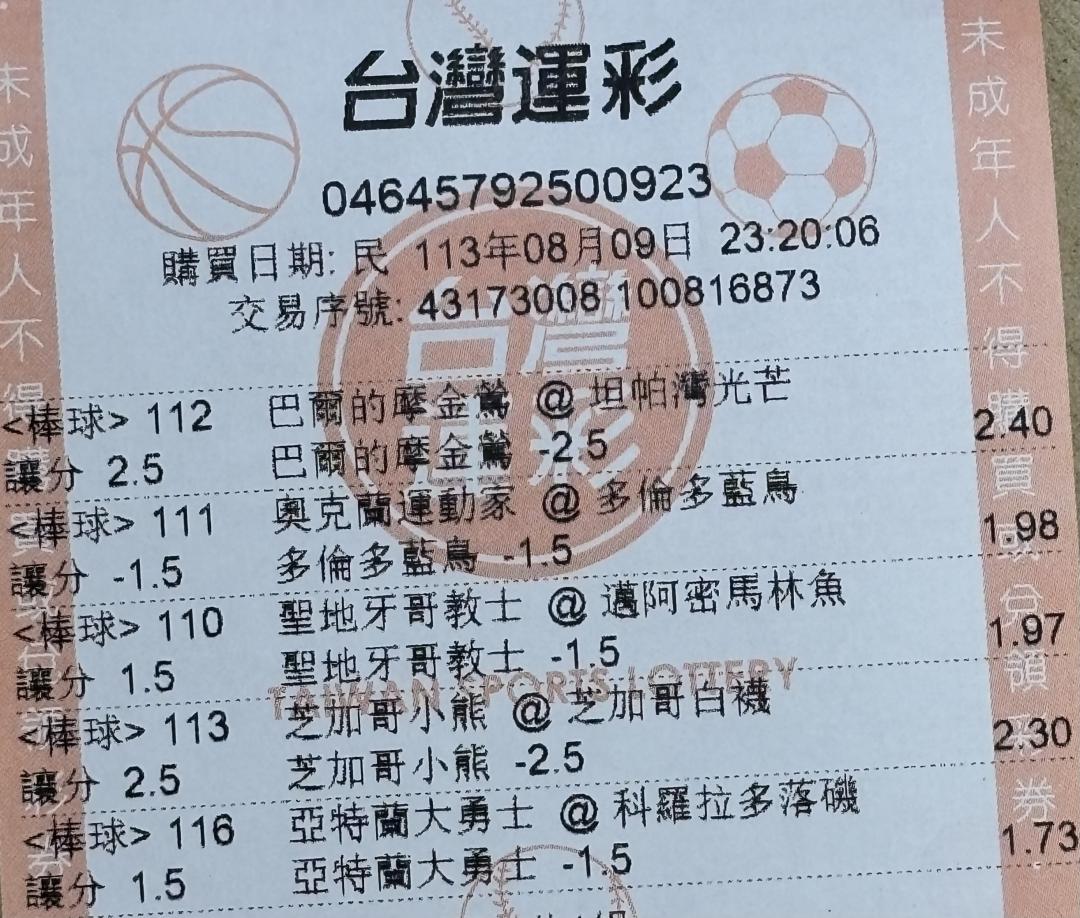 台灣運彩
04645792500923
購買日期: 民 113年08月09日 23:20:06
交易序號: 43173008 100816873
台灣運彩
<棒球> 112 巴爾的摩金鶯 @ 坦帕灣光芒
讓分 2.5 巴爾的摩金鶯 -2.5 2.40
<棒球> 111 奧克蘭運動家 @ 多倫多藍鳥
讓分 -1.5 多倫多藍鳥 -1.5 1.98
<棒球> 110 聖地牙哥教士 @ 邁阿密馬林魚
讓分 1.5 聖地牙哥教士 -1.5 1.97
TAIWAN SPORTS LOTTERY
<棒球> 113 芝加哥小熊 @ 芝加哥白襪
讓分 2.5 芝加哥小熊 -2.5 2.30
<棒球> 116 亞特蘭大勇士 @ 科羅拉多落磯
讓分 1.5 亞特蘭大勇士 -1.5 1.73
未成年人不得購買或兌領彩券
未成年人不得購買